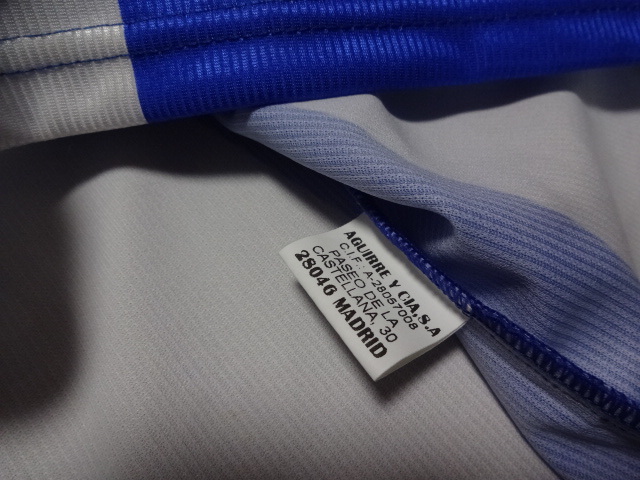 AGUIRRE Y CIA,S.A
C.I.F.: A-28057008
PASEO DE LA
CASTELLANA, 30
28046 MADRID